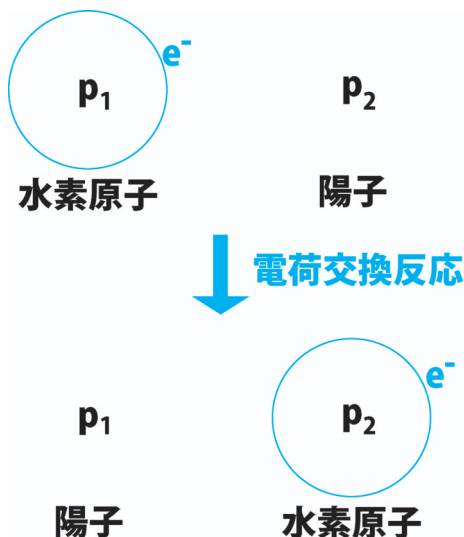 e⁻
p₁ p₂
水素原子 陽子
電荷交換反応
e⁻
p₁ p₂
陽子 水素原子